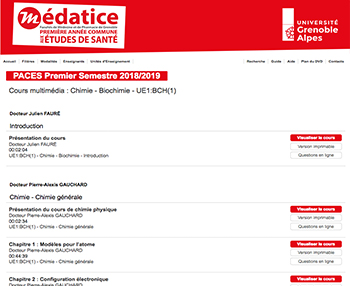 médatice
Facultés de Médecine et de Pharmacie de Grenoble
PREMIÈRE ANNÉE COMMUNE
AUX ÉTUDES DE SANTÉ
UNIVERSITÉ
Grenoble
Alpes
Accueil Filières Modalités Enseignants Unités d'Enseignement Recherche Guide Aide Plan du DVD Contacts
PACES Premier Semestre 2018/2019
Cours multimédia : Chimie - Biochimie - UE1:BCH(1)
Docteur Julien FAURÉ
Introduction
Présentation du cours Visualiser le cours
Docteur Julien FAURÉ Version imprimable
00:02:04
UE1:BCH(1) - Chimie - Biochimie - Introduction Questions en ligne
Docteur Pierre-Alexis GAUCHARD
Chimie - Chimie générale
Présentation du cours de chimie physique Visualiser le cours
Docteur Pierre-Alexis GAUCHARD Version imprimable
00:02:34
UE1:BCH(1) - Chimie - Chimie générale Questions en ligne
Chapitre 1 : Modèles pour l'atome Visualiser le cours
Docteur Pierre-Alexis GAUCHARD Version imprimable
00:44:39
UE1:BCH(1) - Chimie - Chimie générale Questions en ligne
Chapitre 2 : Configuration électronique Visualiser le cours
Docteur Pierre-Alexis GAUCHARD